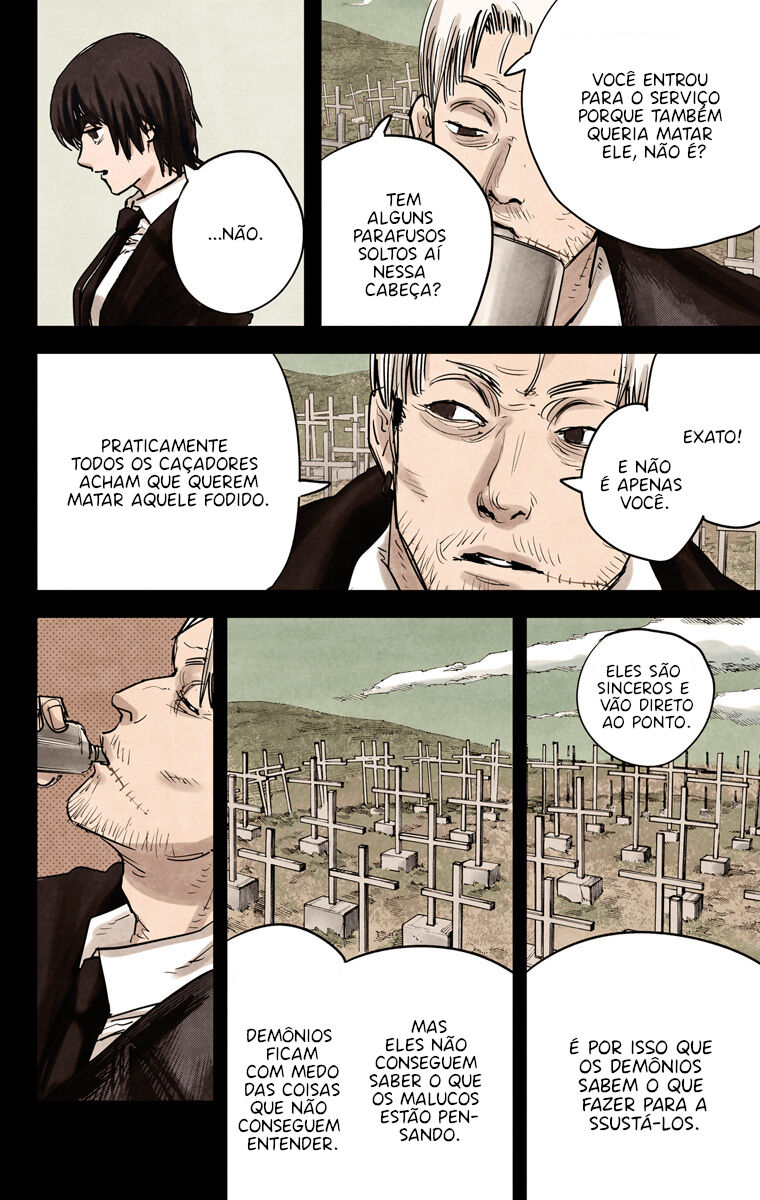 VOCÊ ENTROU
PARA O SERVIÇO
PORQUE TAMBÉM
QUERIA MATAR
ELE, NÃO É?
TEM
ALGUNS
PARAFUSOS
SOLTOS AÍ
NESSA
CABEÇA?
...NÃO.
EXATO!
E NÃO
É APENAS
VOCÊ.
PRATICAMENTE
TODOS OS CAÇADORES
ACHAM QUE QUEREM
MATAR AQUELE FODIDO.
ELES SÃO
SINCEROS E
VÃO DIRETO
AO PONTO.
É POR ISSO QUE
OS DEMÔNIOS
SABEM O QUE
FAZER PARA A
SSUSTÁ-LOS.
MAS
ELES NÃO
CONSEGUEM
SABER O QUE
OS MALUCOS
ESTÃO PEN-
SANDO.
DEMÔNIOS
FICAM
COM MEDO
DAS COISAS
QUE NÃO
CONSEGUEM
ENTENDER.